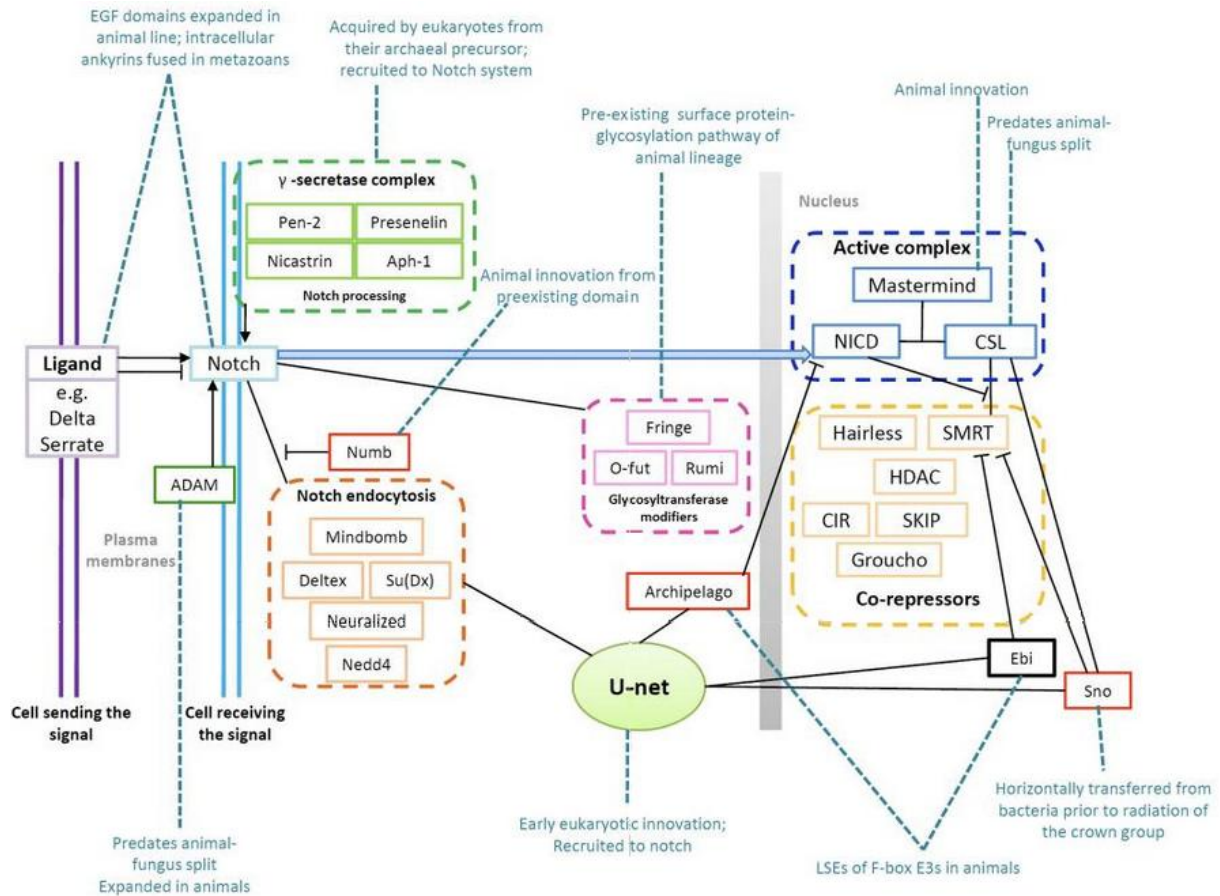 EGF domains expanded in
animal line; intracellular
ankyrins fused in metazoans
Acquired by eukaryotes from
their archaeal precursor;
recruited to Notch system
Pre-existing surface protein-
glycosylation pathway of
animal lineage
Animal innovation
Predates animal-
fungus split
γ -secretase complex
Pen-2
Presenelin
Nicastrin
Aph-1
Notch processing
Animal innovation from
preexisting domain
Nucleus
Active complex
Mastermind
NICD
CSL
Ligand
e.g.
Delta
Serrate
Notch
ADAM
Numb
Plasma
membranes
Notch endocytosis
Mindbomb
Deltex
Su(Dx)
Neuralized
Nedd4
Fringe
O-fut
Rumi
Glycosyltransferase
modifiers
Hairless
SMRT
HDAC
CIR
SKIP
Groucho
Co-repressors
Archipelago
U-net
Ebi
Sno
Cell sending the
signal
Cell receiving
the signal
Predates animal-
fungus split
Expanded in animals
Early eukaryotic innovation;
Recruited to notch
LSEs of F-box E3s in animals
Horizontally transferred from
bacteria prior to radiation of
the crown group